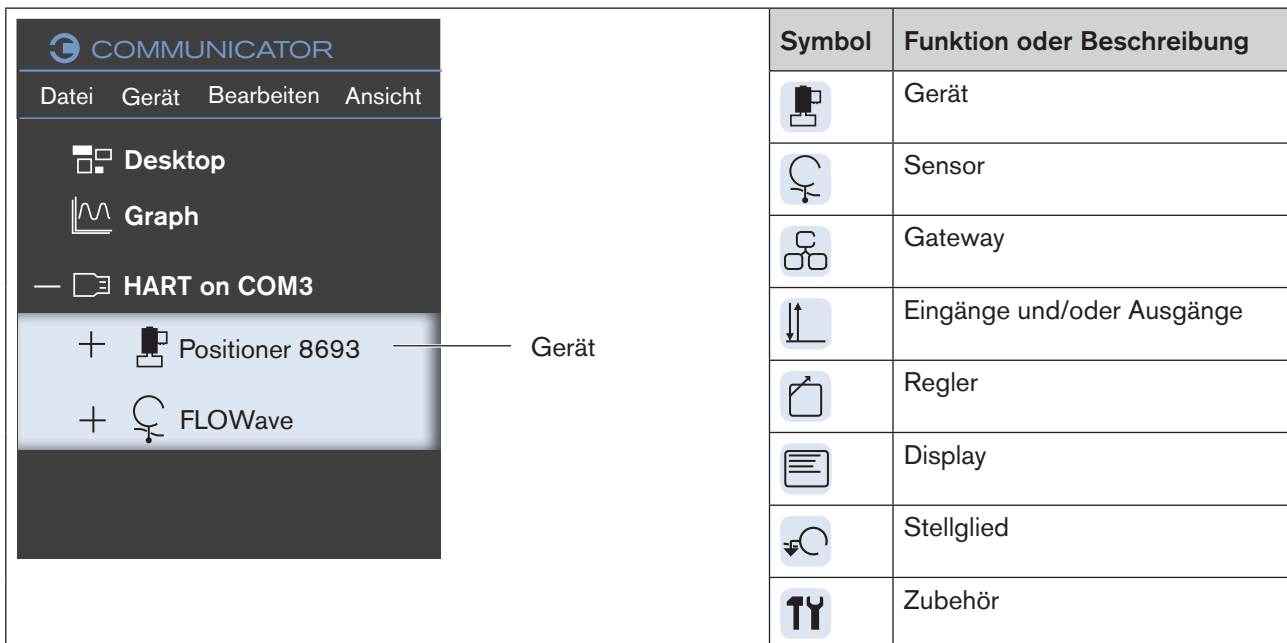 COMMUNICATOR
Datei Gerät Bearbeiten Ansicht
Desktop
Graph
HART on COM3
Positioner 8693
Gerät
FLOWave
Symbol Funktion oder Beschreibung
Gerät
Sensor
Gateway
Eingänge und/oder Ausgänge
Regler
Display
Stellglied
Zubehör